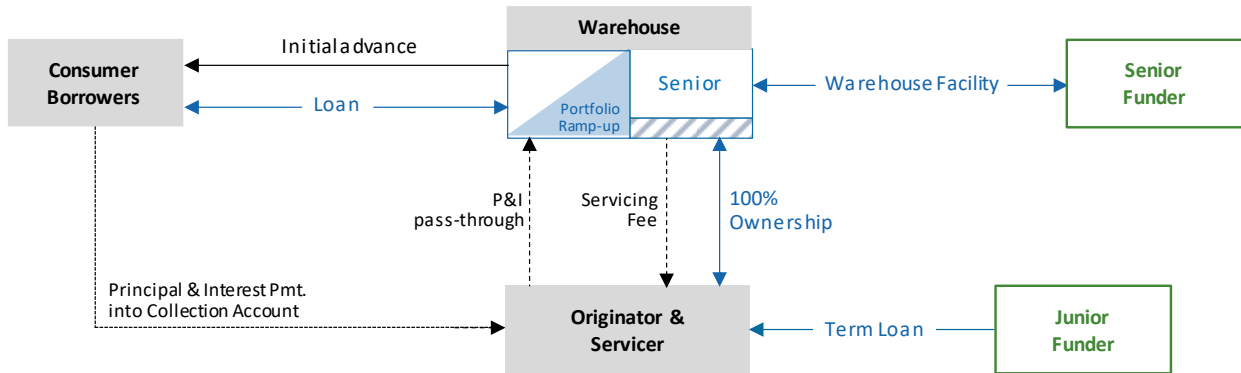 Warehouse
Initial advance
Consumer
Borrowers
Loan
Portfolio
Ramp-up
Senior
Warehouse Facility
Senior
Funder
P&I
pass-through
Servicing
Fee
100%
Ownership
Principal & Interest Pmt.
into Collection Account
Originator &
Servicer
Term Loan
Junior
Funder